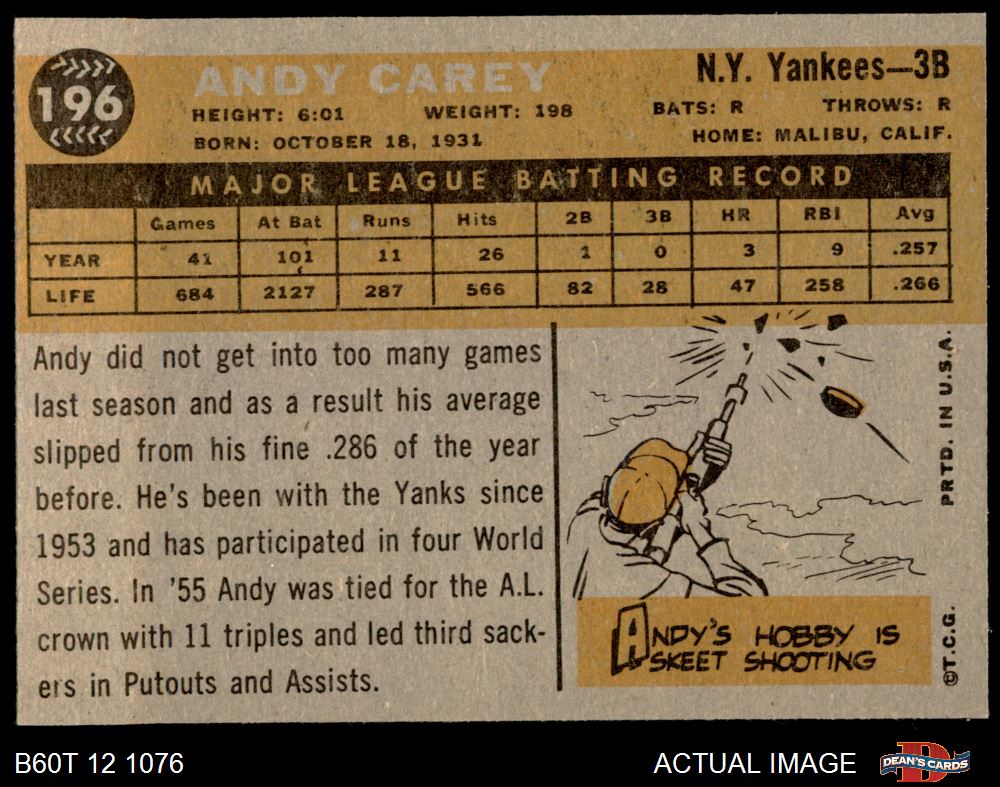 196
ANDY CAREY
N.Y. Yankees—3B
HEIGHT: 6:01 WEIGHT: 198 BATS: R THROWS: R
BORN: OCTOBER 18, 1931 HOME: MALIBU, CALIF.
MAJOR LEAGUE BATTING RECORD
Games At Bat Runs Hits 2B 3B HR RBI Avg
YEAR 41 101 11 26 1 0 3 9 .257
LIFE 684 2127 287 566 82 28 47 258 .266
Andy did not get into too many games
last season and as a result his average
slipped from his fine .286 of the year
before. He's been with the Yanks since
1953 and has participated in four World
Series. In '55 Andy was tied for the A.L.
crown with 11 triples and led third sack-
ers in Putouts and Assists.
ANDY'S HOBBY IS
SKEET SHOOTING
©T.C.G. PRTD. IN U.S.A.
B60T 12 1076
ACTUAL IMAGE
DEAN'S CARDS